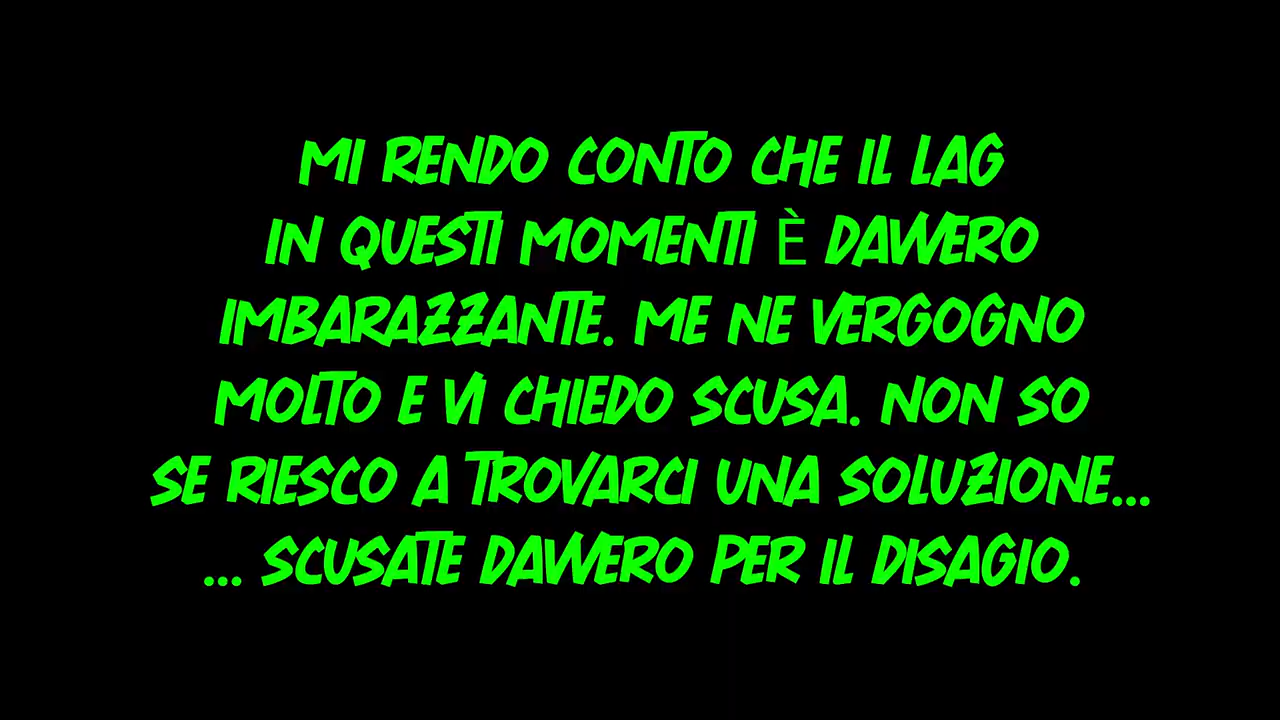 MI RENDO CONTO CHE IL LAG
IN QUESTI MOMENTI È DAVVERO
IMBARAZZANTE. ME NE VERGOGNO
MOLTO E VI CHIEDO SCUSA. NON SO
SE RIESCO A TROVARCI UNA SOLUZIONE...
... SCUSATE DAVVERO PER IL DISAGIO.